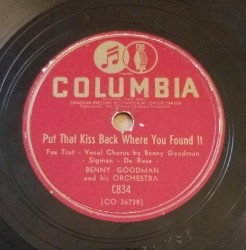 COLUMBIA
Put That Kiss Back Where You Found It
Fox Trot - Vocal Chorus by Benny Goodman
- Sigman - De Rose -
BENNY GOODMAN
and his ORCHESTRA
C834
(CO 36738)